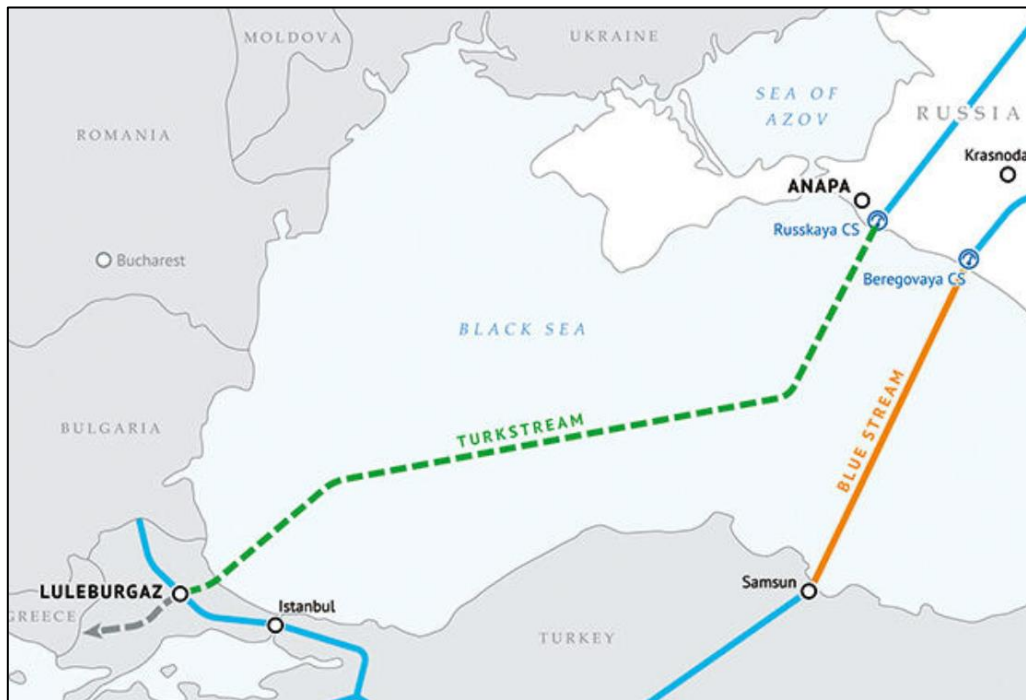 MOLDOVA
UKRAINE
SEA OF
AZOV
RUSSIA
ROMANIA
Krasnoda
ANAPA
Russkaya CS
Bucharest
Beregovaya CS
BLACK SEA
BLUE STREAM
TURKSTREAM
BULGARIA
LULEBURGAZ
Samsun
Istanbul
GREECE
TURKEY